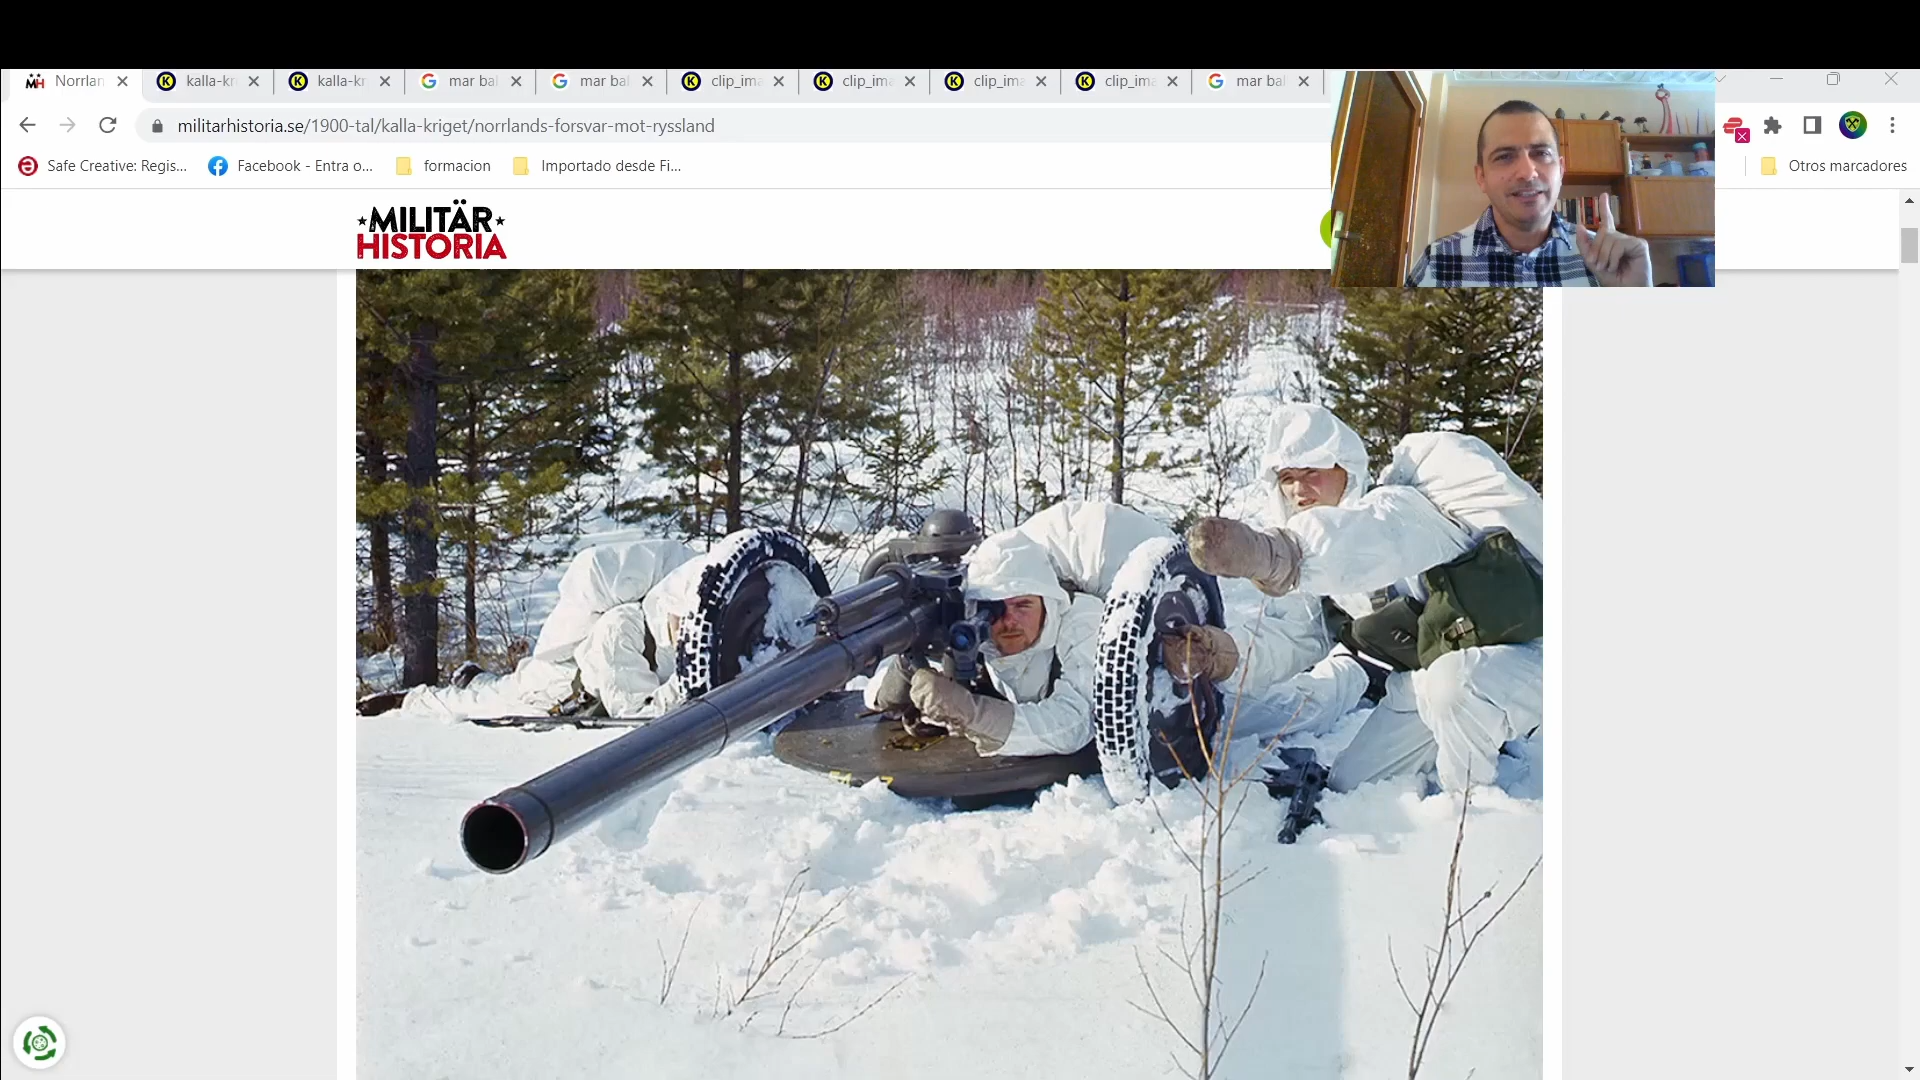 Norrlan
kalla-kr
kalla-kr
mar bal
mar bal
clip_ima
clip_ima
clip_ima
clip_ima
mar bal
militarhistoria.se/1900-tal/kalla-kriget/norrlands-forsvar-mot-ryssland
Safe Creative: Regis...
Facebook - Entra o...
formacion
Importado desde Fi...
Otros marcadores
MILITÄR
HISTORIA